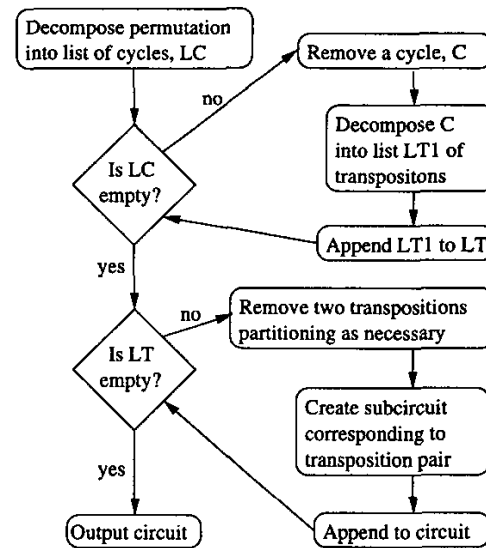 Decompose permutation
into list of cycles, LC
Remove a cycle, C
no
Decompose C
into list LT1 of
transpositons
Is LC
empty?
Append LT1 to LT
yes
no
Remove two transpositions
partitioning as necessary
Is LT
empty?
Create subcircuit
corresponding to
transposition pair
yes
Output circuit
Append to circuit